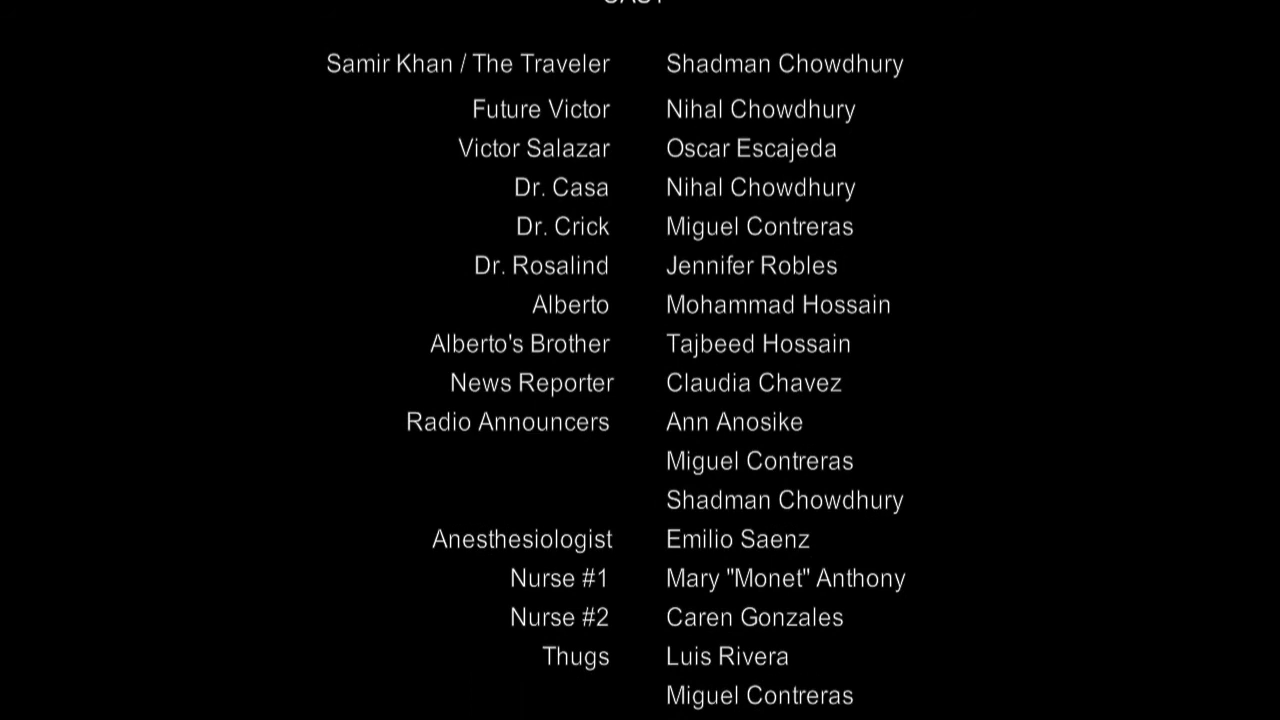 CAST
Samir Khan / The Traveler Shadman Chowdhury
Future Victor Nihal Chowdhury
Victor Salazar Oscar Escajeda
Dr. Casa Nihal Chowdhury
Dr. Crick Miguel Contreras
Dr. Rosalind Jennifer Robles
Alberto Mohammad Hossain
Alberto's Brother Tajbeed Hossain
News Reporter Claudia Chavez
Radio Announcers Ann Anosike
Miguel Contreras
Shadman Chowdhury
Anesthesiologist Emilio Saenz
Nurse #1 Mary "Monet" Anthony
Nurse #2 Caren Gonzales
Thugs Luis Rivera
Miguel Contreras